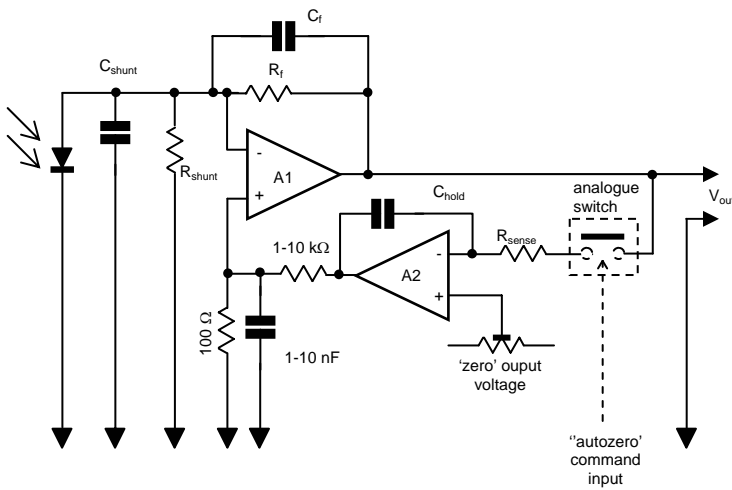 Cf
Cshunt
Rf
-
A1
+
Rshunt
Chold
analogue
switch
Vou
Rsense
1-10 kΩ
-
A2
+
100 Ω
1-10 nF
'zero' ouput
voltage
''autozero'
command
input